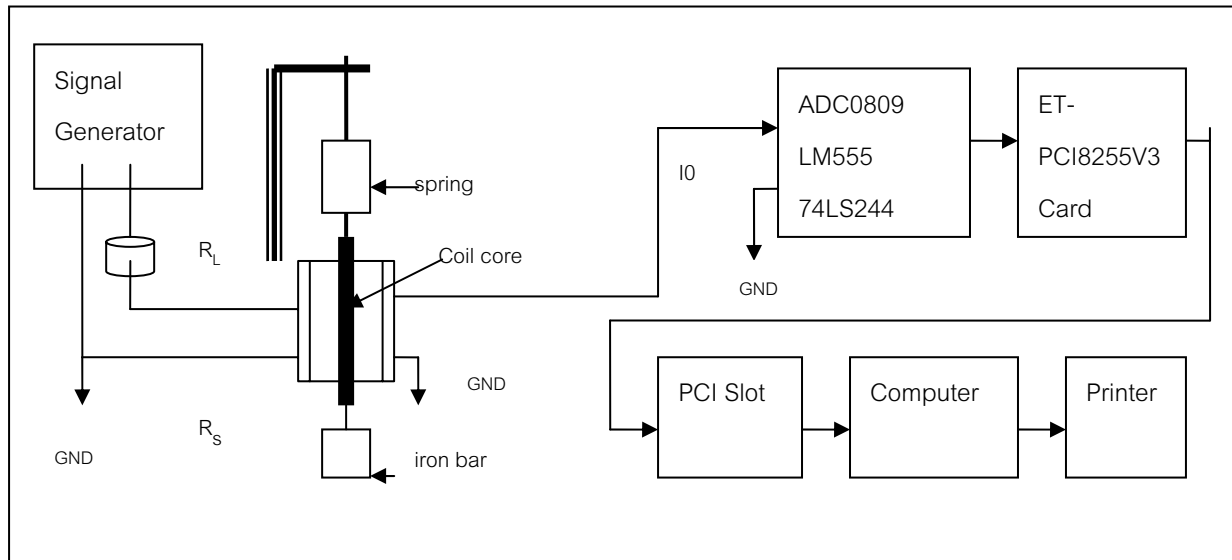 Signal
Generator
R_L
R_S
GND
spring
Coil core
GND
iron bar
I0
ADC0809
LM555
74LS244
GND
ET-
PCI8255V3
Card
PCI Slot
Computer
Printer